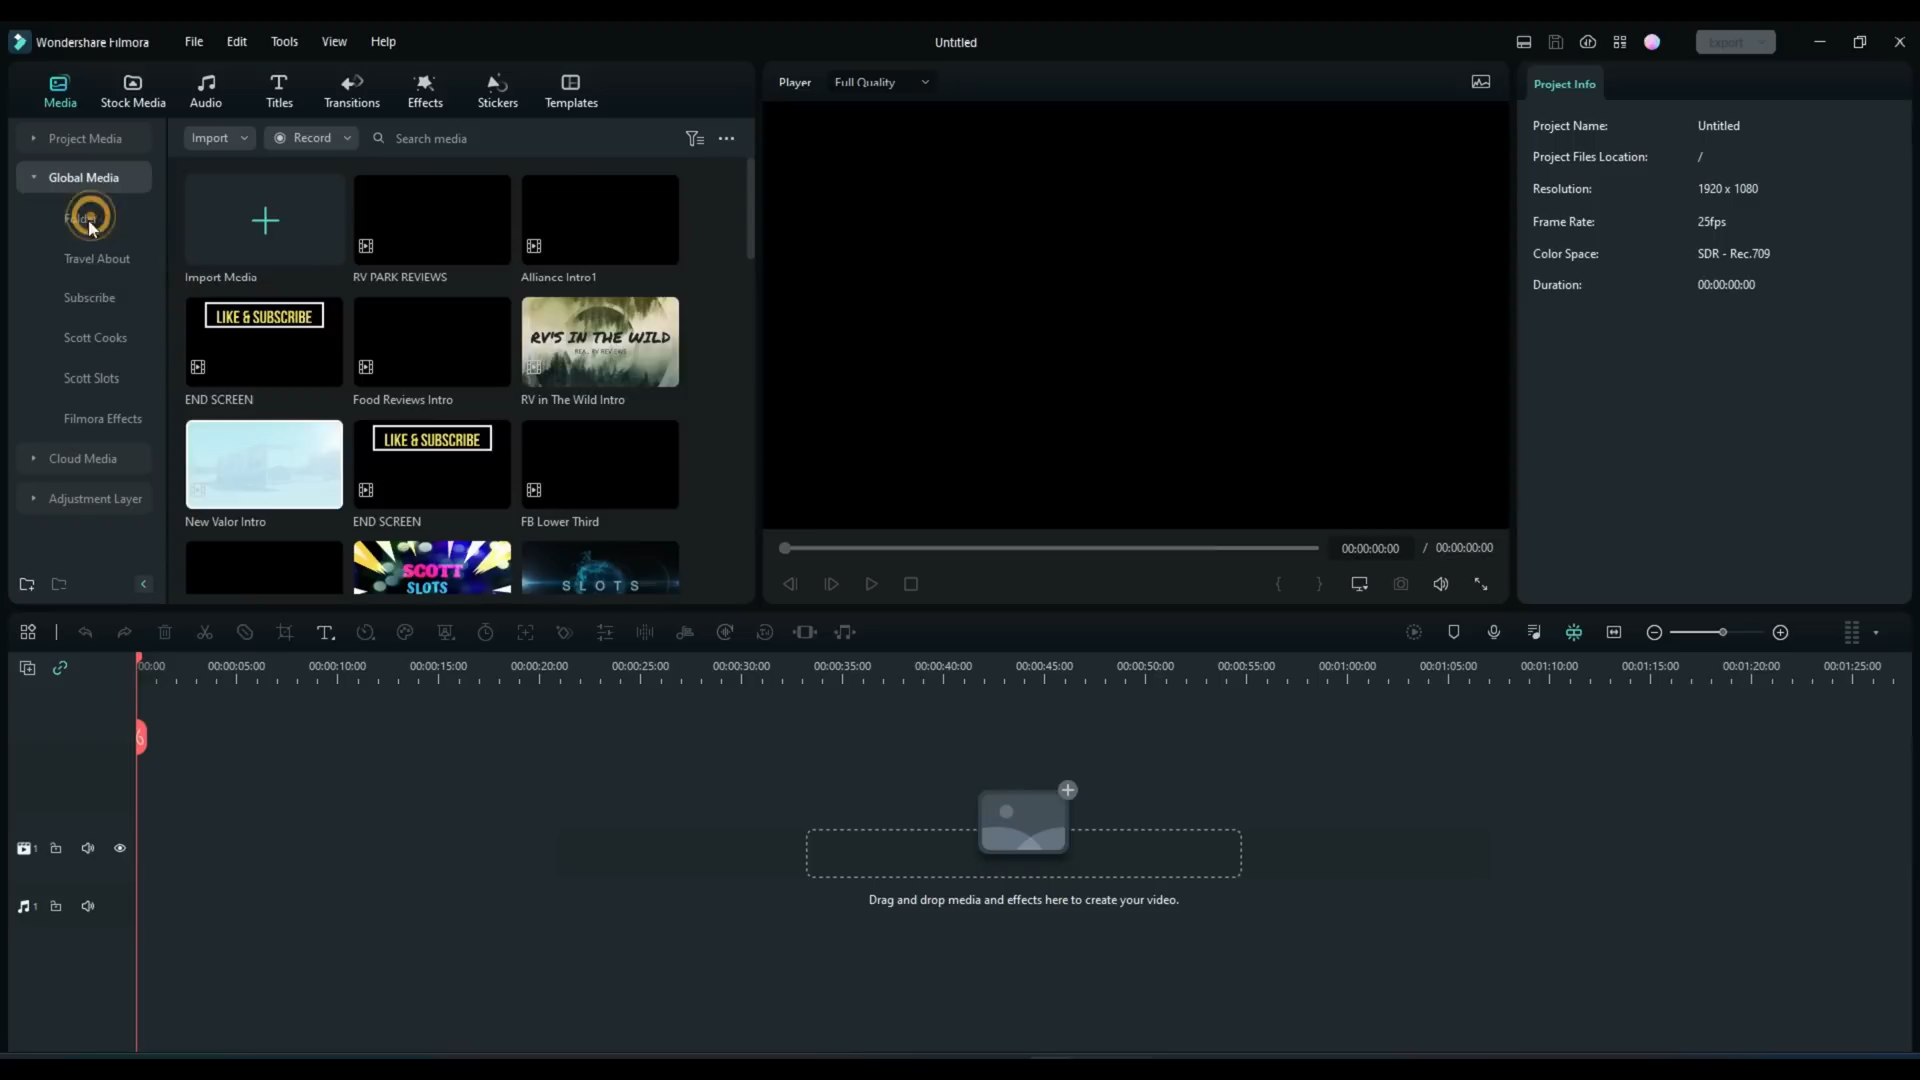 Wondershare Filmora
File Edit Tools View Help
Untitled
Export
Media Stock Media Audio Titles Transitions Effects Stickers Templates
Player Full Quality
Project Info
Project Media
Global Media
Folder
Travel About
Subscribe
Scott Cooks
Scott Slots
Filmora Effects
Cloud Media
Adjustment Layer
Import Record Search media
Import Media RV PARK REVIEWS Alliance Intro1
LIKE & SUBSCRIBE
RV'S IN THE WILD
REAL RV REVIEWS
END SCREEN Food Reviews Intro RV in The Wild Intro
LIKE & SUBSCRIBE
New Valor Intro END SCREEN FB Lower Third
SCOTT
SLOTS
SLOTS
00:00:00:00 / 00:00:00:00
Project Name: Untitled
Project Files Location: /
Resolution: 1920 x 1080
Frame Rate: 25fps
Color Space: SDR - Rec.709
Duration: 00:00:00:00
00:00 00:00:05:00 00:00:10:00 00:00:15:00 00:00:20:00 00:00:25:00 00:00:30:00 00:00:35:00 00:00:40:00 00:00:45:00 00:00:50:00 00:00:55:00 00:01:00:00 00:01:05:00 00:01:10:00 00:01:15:00 00:01:20:00 00:01:25:00
1
1
Drag and drop media and effects here to create your video.